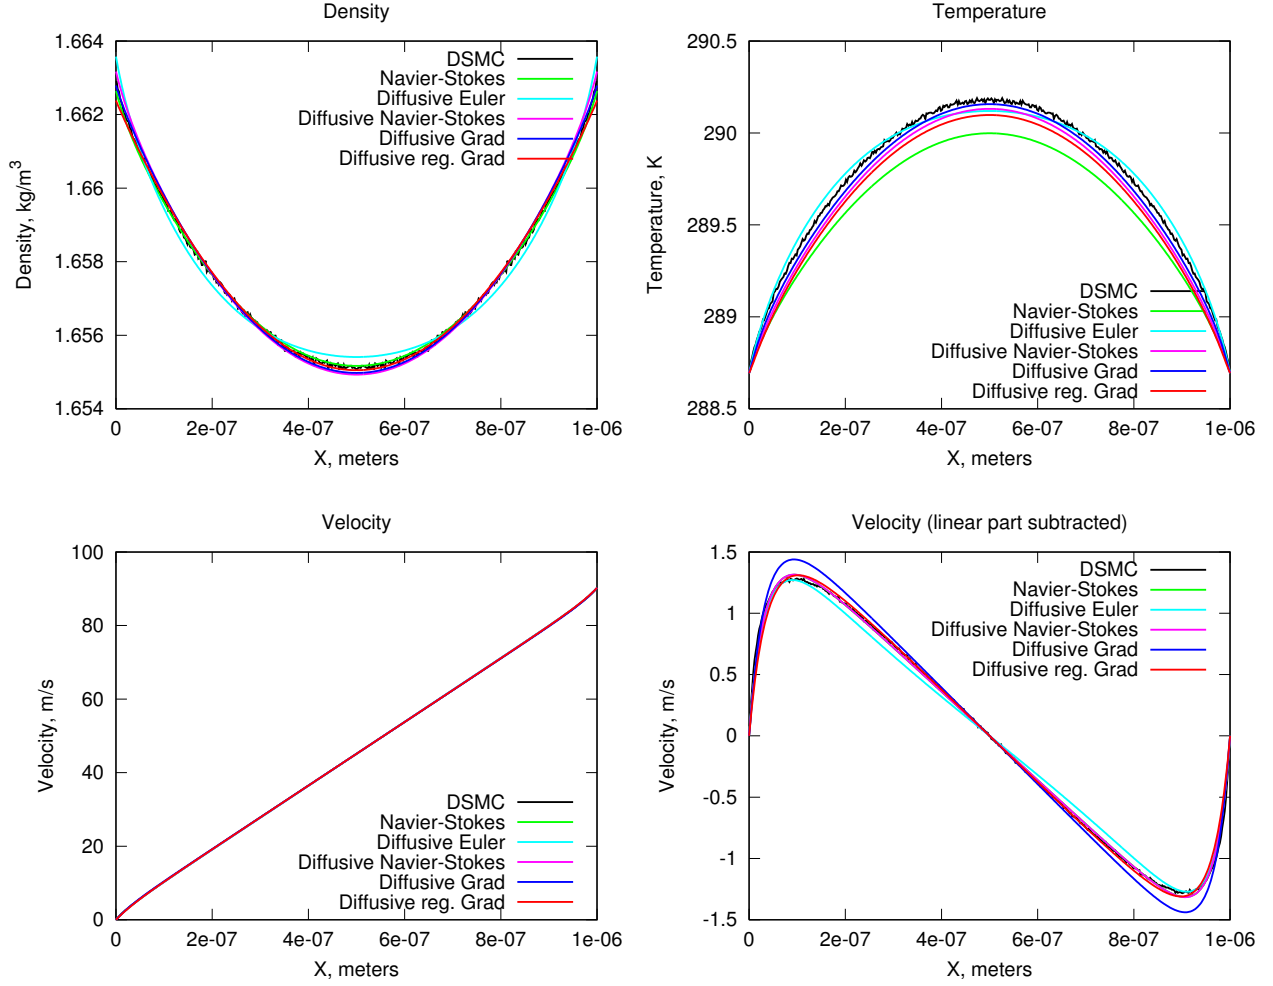 Density
1.664
1.662
1.66
1.658
1.656
1.654
Density, kg/m³
DSMC
Navier-Stokes
Diffusive Euler
Diffusive Navier-Stokes
Diffusive Grad
Diffusive reg. Grad
0
2e-07
4e-07
6e-07
8e-07
1e-06
X, meters
Temperature
290.5
290
289.5
289
288.5
Temperature, K
DSMC
Navier-Stokes
Diffusive Euler
Diffusive Navier-Stokes
Diffusive Grad
Diffusive reg. Grad
0
2e-07
4e-07
6e-07
8e-07
1e-06
X, meters
Velocity
100
80
60
40
20
0
Velocity, m/s
DSMC
Navier-Stokes
Diffusive Euler
Diffusive Navier-Stokes
Diffusive Grad
Diffusive reg. Grad
0
2e-07
4e-07
6e-07
8e-07
1e-06
X, meters
Velocity (linear part subtracted)
1.5
1
0.5
0
-0.5
-1
-1.5
Velocity, m/s
DSMC
Navier-Stokes
Diffusive Euler
Diffusive Navier-Stokes
Diffusive Grad
Diffusive reg. Grad
0
2e-07
4e-07
6e-07
8e-07
1e-06
X, meters